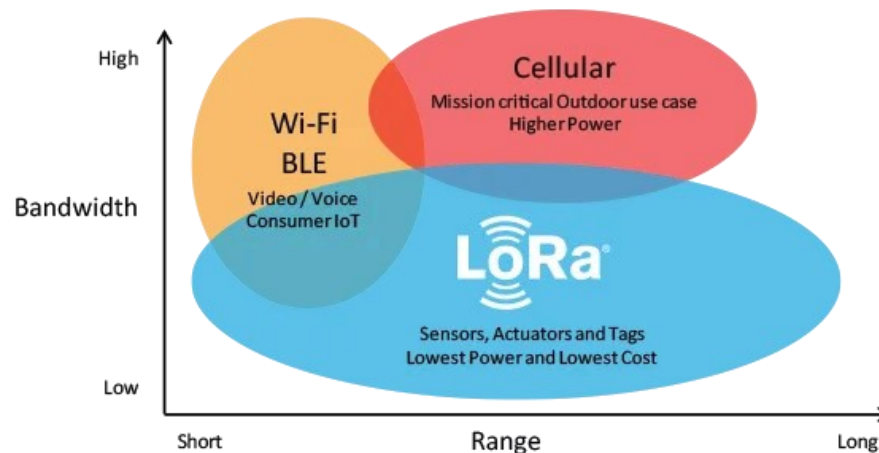 High
Bandwidth
Low
Wi-Fi
BLE
Video / Voice
Consumer IoT
Cellular
Mission critical Outdoor use case
Higher Power
LoRa®
Sensors, Actuators and Tags
Lowest Power and Lowest Cost
Short
Range
Long